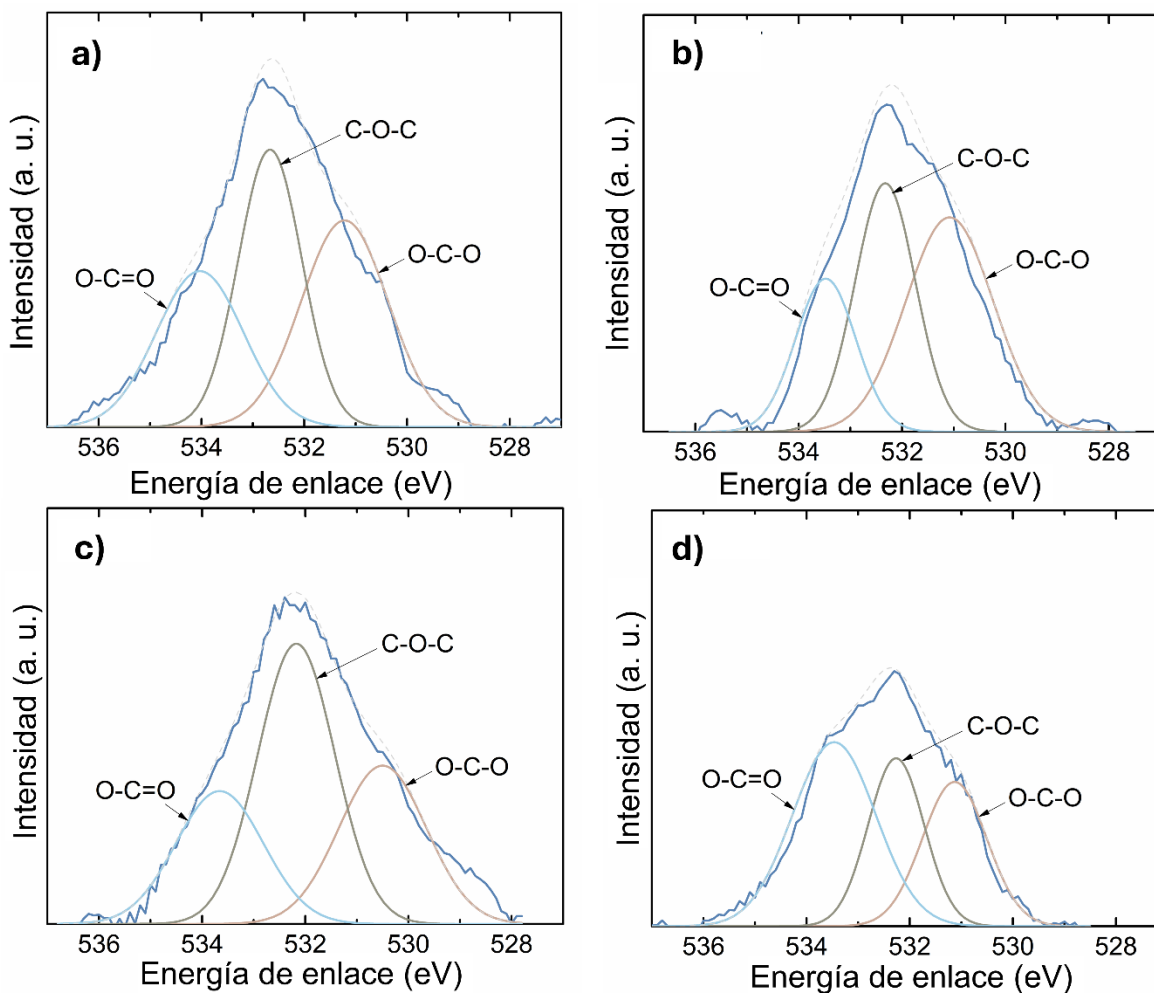 a)
C-O-C
O-C-O
O-C=O
Intensidad (a. u.)
536 534 532 530 528
Energía de enlace (eV)
b)
C-O-C
O-C-O
O-C=O
Intensidad (a. u.)
536 534 532 530 528
Energía de enlace (eV)
c)
C-O-C
O-C-O
O-C=O
Intensidad (a. u.)
536 534 532 530 528
Energía de enlace (eV)
d)
C-O-C
O-C=O
O-C-O
Intensidad (a. u.)
536 534 532 530 528
Energía de enlace (eV)